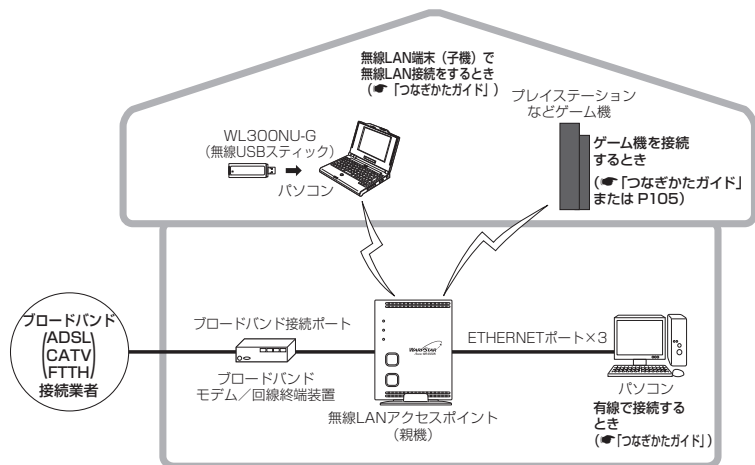 無線LAN端末(子機)で
無線LAN接続をするとき
(☛「つなぎかたガイド」)
プレイステーション
などゲーム機
WL300NU-G
(無線USBスティック)
パソコン
ゲーム機を接続
するとき
(☛「つなぎかたガイド」
または P105)
ブロードバンド
ADSL
CATV
FTTH
接続業者
ブロードバンド接続ポート
ブロードバンド
モデム/回線終端装置
WARPSTAR
無線LANアクセスポイント
(親機)
ETHERNETポート×3
パソコン
有線で接続する
とき
(☛「つなぎかたガイド」)